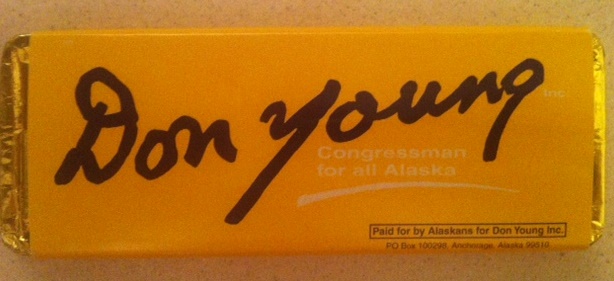 Don Young
Inc.
Congressman
for all Alaska
Paid for by Alaskans for Don Young Inc.
PO Box 100298, Anchorage, Alaska 99510